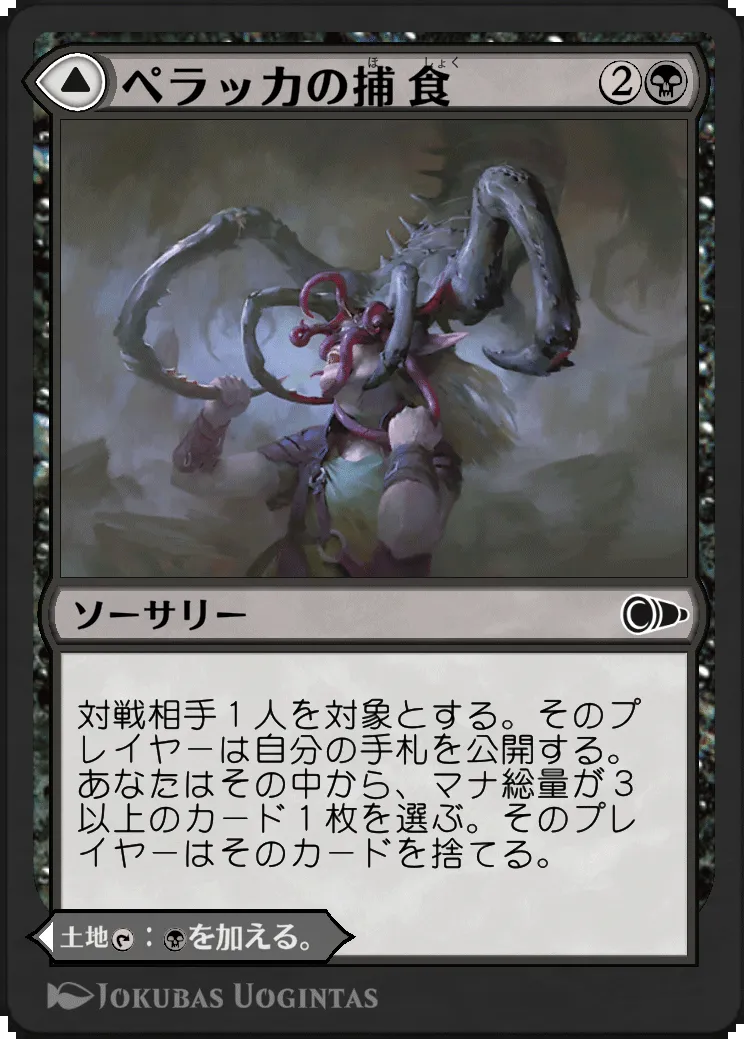 ペラッカの捕食 2
ほしょく
ソーサリー
対戦相手1人を対象とする。そのプ
レイヤーは自分の手札を公開する。
あなたはその中から、マナ総量が3
以上のカード1枚を選ぶ。そのプレ
イヤーはそのカードを捨てる。
土地 : を加える。
JOKUBAS UOGINTAS